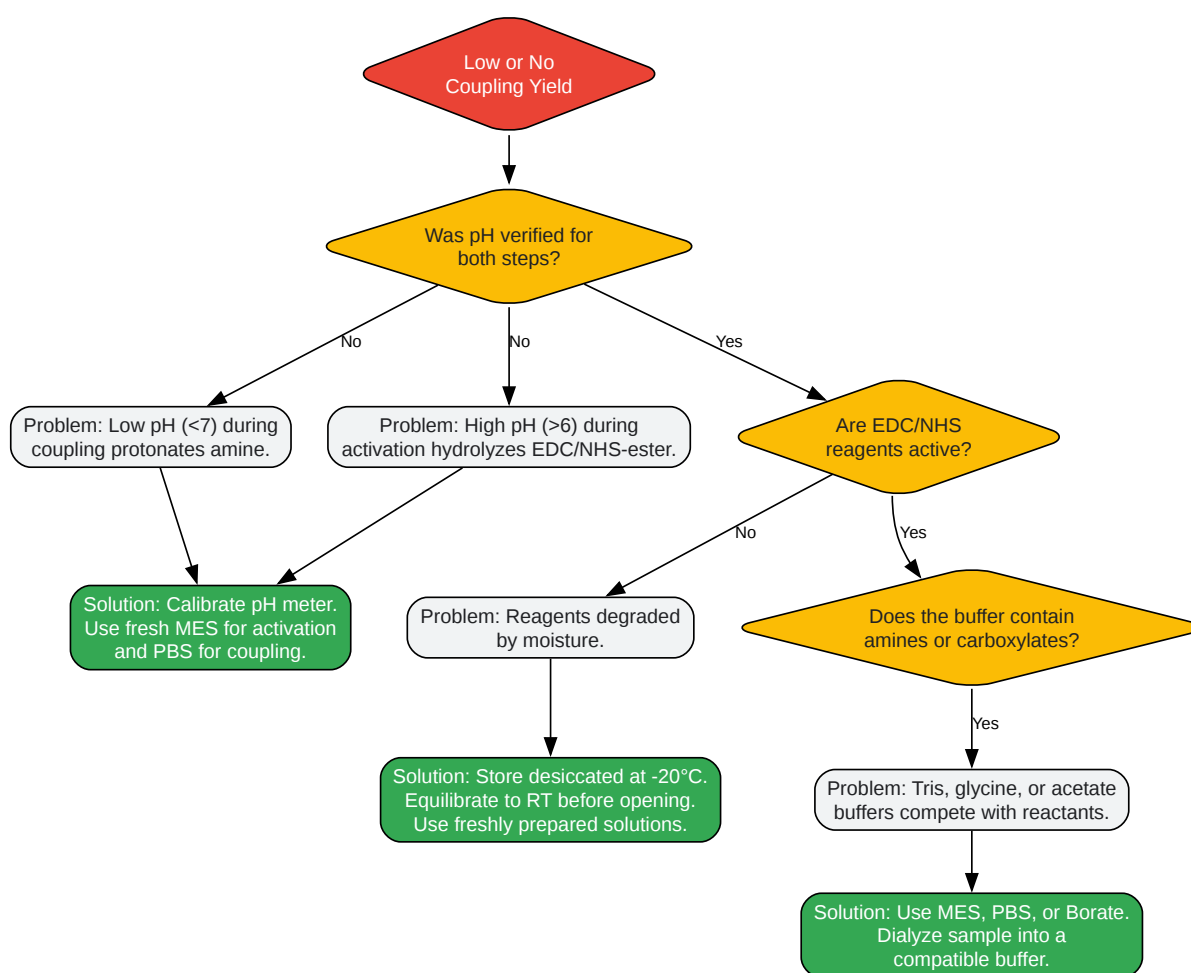 Low or No
Coupling Yield
Was pH verified for
both steps?
No
No
Yes
Problem: Low pH (<7) during
coupling protonates amine.
Problem: High pH (>6) during
activation hydrolyzes EDC/NHS-ester.
Are EDC/NHS
reagents active?
No
Yes
Solution: Calibrate pH meter.
Use fresh MES for activation
and PBS for coupling.
Problem: Reagents degraded
by moisture.
Does the buffer contain
amines or carboxylates?
Yes
Solution: Store desiccated at -20°C.
Equilibrate to RT before opening.
Use freshly prepared solutions.
Problem: Tris, glycine, or acetate
buffers compete with reactants.
Solution: Use MES, PBS, or Borate.
Dialyze sample into a
compatible buffer.